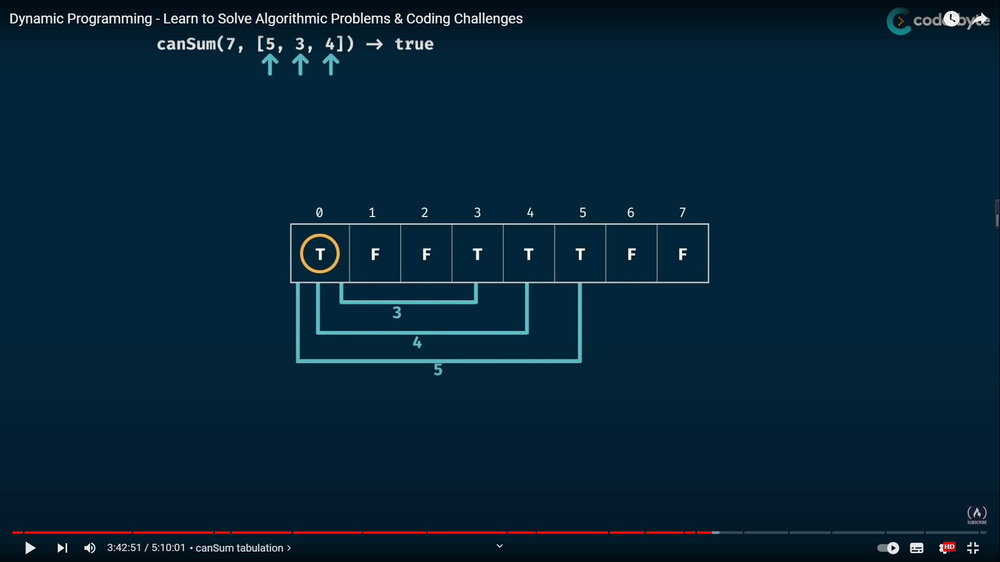 Dynamic Programming - Learn to Solve Algorithmic Problems & Coding Challenges
canSum(7, [5, 3, 4]) → true
0 1 2 3 4 5 6 7
T F F T T T F F
3
4
5
SUBSCRIBE
3:42:51 / 5:10:01 • canSum tabulation >
HD